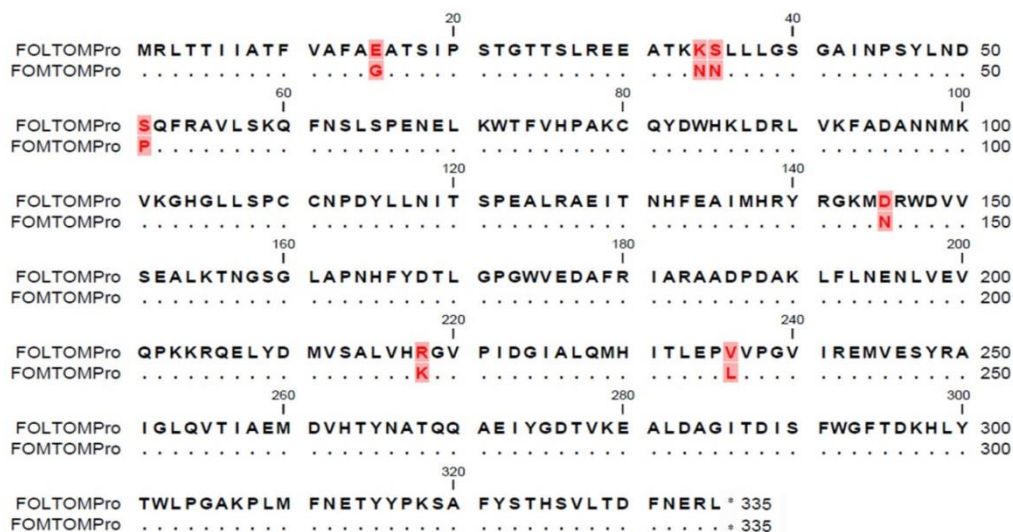 20 40
FOLTOMPro MRLTTIIATF VAFAEATSIP STGTTSLREE ATKKSLLLGS GAINPSYLND 50
FOMTOMPro .......... ....G..... .......... ...NN..... .......... 50
60 80 100
FOLTOMPro SQFRAVLSKQ FNSLSPENEL KWTFVHPAKC QYDWHKLDRL VKFADANNMK 100
FOMTOMPro P......... .......... .......... .......... .......... 100
120 140
FOLTOMPro VKGHGLLSPC CNPDYLLNIT SPEALRAEIT NHFEAIMHRY RGKMDRWDVV 150
FOMTOMPro .......... .......... .......... .......... ....N..... 150
160 180 200
FOLTOMPro SEALKTNGSG LAPNHFYDTL GPGWVEDAFR IARAADPDAK LFLNENLVEV 200
FOMTOMPro .......... .......... .......... .......... .......... 200
220 240
FOLTOMPro QPKKRQELYD MVSALVHRGV PIDGIALQMH ITLEPVVPGV IREMVESYRA 250
FOMTOMPro .......... .......K.. .......... .....L.... .......... 250
260 280 300
FOLTOMPro IGLQVTIAEM DVHTYNATQQ AEIYGDTVKE ALDAGITDIS FWGFTDKHLY 300
FOMTOMPro .......... .......... .......... .......... .......... 300
320
FOLTOMPro TWLPGAKPLM FNETYYPKSA FYSTHSVLTD FNERL * 335
FOMTOMPro .......... .......... .......... ..... * 335